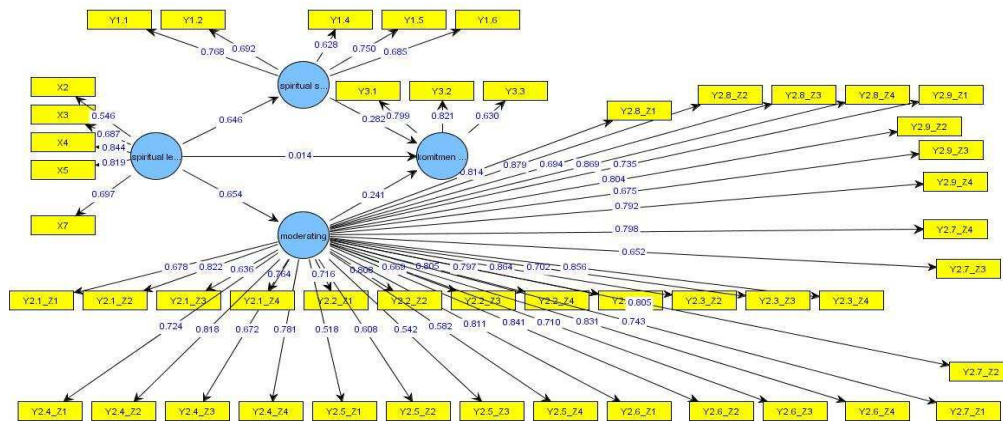 Y1.1
Y1.2
Y1.4
Y1.5
Y1.6
0.768
0.692
0.628
0.750
0.685
spiritual s...
X2
X3
X4
X5
X7
0.546
0.687
0.844
0.819
0.697
spiritual le...
0.646
0.014
0.654
Y3.1
Y3.2
Y3.3
0.799
0.821
0.630
0.282
komitmen ...
0.241
moderating
Y2.8_Z1
Y2.8_Z2
Y2.8_Z3
Y2.8_Z4
Y2.9_Z1
Y2.9_Z2
Y2.9_Z3
Y2.9_Z4
Y2.7_Z4
Y2.7_Z3
0.814
0.879
0.694
0.869
0.735
0.804
0.675
0.792
0.798
0.652
0.678
0.822
0.636
0.764
0.716
0.808
0.669
0.805
0.797
0.864
0.702
0.856
Y2.1_Z1
Y2.1_Z2
Y2.1_Z3
Y2.1_Z4
Y2.2_Z1
Y2.2_Z2
Y2.2_Z3
Y2.2_Z4
Y2.3_Z2
Y2.3_Z3
Y2.3_Z4
0.805
0.724
0.818
0.672
0.781
0.518
0.608
0.542
0.582
0.811
0.841
0.710
0.831
0.743
Y2.7_Z2
Y2.4_Z1
Y2.4_Z2
Y2.4_Z3
Y2.4_Z4
Y2.5_Z1
Y2.5_Z2
Y2.5_Z3
Y2.5_Z4
Y2.6_Z1
Y2.6_Z2
Y2.6_Z3
Y2.6_Z4
Y2.7_Z1